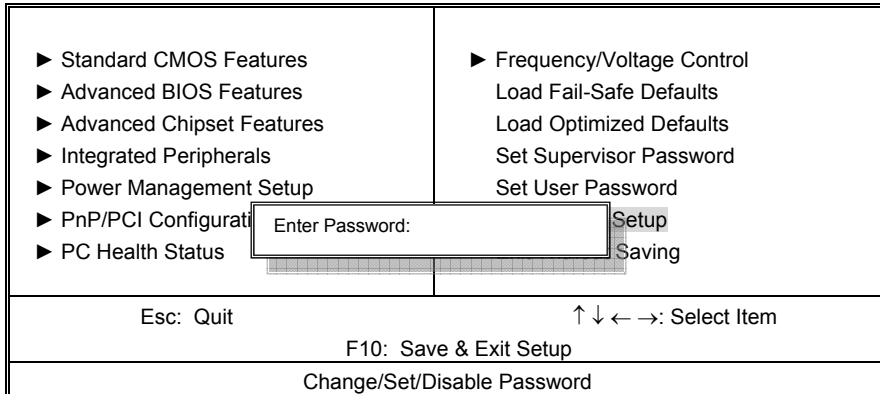 ► Standard CMOS Features
► Advanced BIOS Features
► Advanced Chipset Features
► Integrated Peripherals
► Power Management Setup
► PnP/PCI Configurati
► PC Health Status
► Frequency/Voltage Control
Load Fail-Safe Defaults
Load Optimized Defaults
Set Supervisor Password
Set User Password
Setup
Saving
Enter Password:
Esc: Quit
↑ ↓ ← →: Select Item
F10: Save & Exit Setup
Change/Set/Disable Password